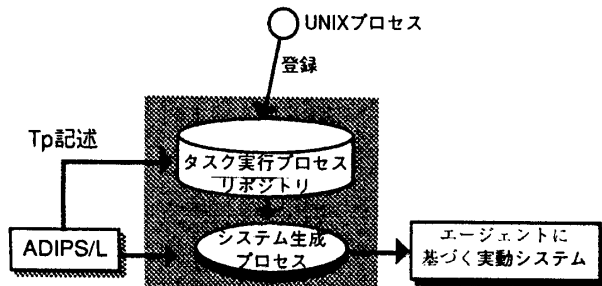 UNIXプロセス
登録
Tp記述
タスク実行プロセス
リポジトリ
ADIPS/L
システム生成
プロセス
エージェントに
基づく実動システム